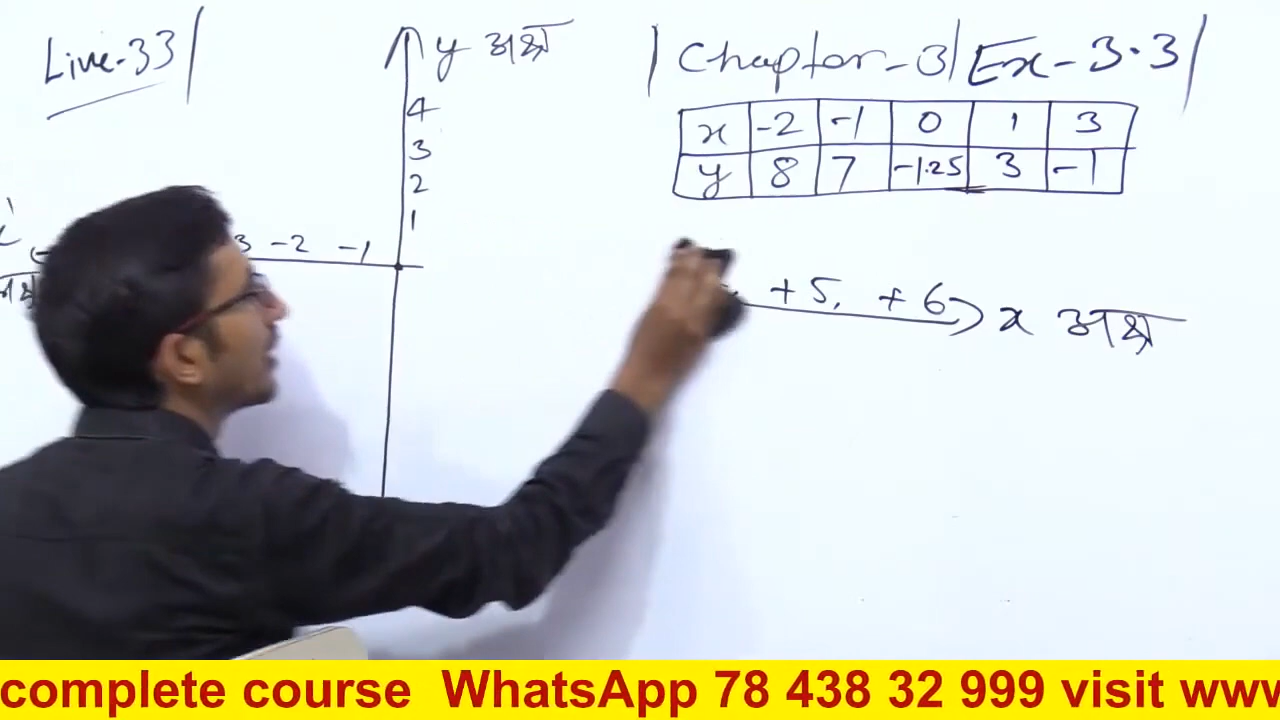 Live-33
y अक्ष
Chapter-3 Ex-3.3
x -2 -1 0 1 3
y 8 7 -1.25 3 -1
4
3
2
1
3 -2 -1
+5, +6 x अक्ष
complete course WhatsApp 78 438 32 999 visit www